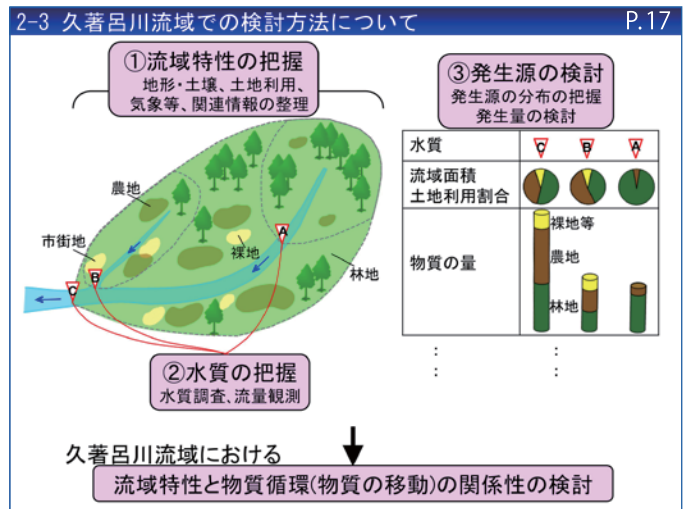 2-3 久著呂川流域での検討方法について
P.17
①流域特性の把握
地形・土壌、土地利用、
気象等、関連情報の整理
農地
市街地
裸地
林地
A
B
C
②水質の把握
水質調査、流量観測
③発生源の検討
発生源の分布の把握
発生量の検討
水質
C
B
A
流域面積
土地利用割合
物質の量
裸地等
農地
林地
:
:
:
:
久著呂川流域における
流域特性と物質循環(物質の移動)の関係性の検討